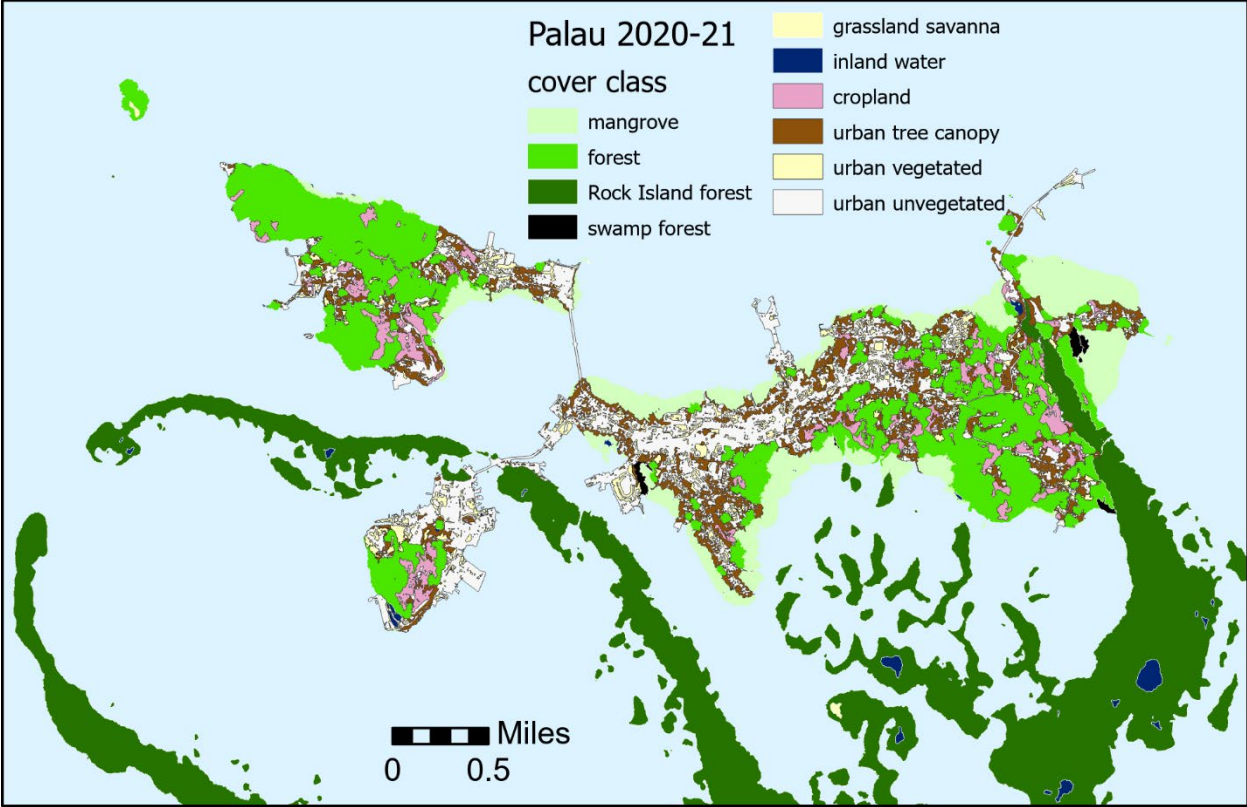 Palau 2020-21
cover class
mangrove
forest
Rock Island forest
swamp forest
grassland savanna
inland water
cropland
urban tree canopy
urban vegetated
urban unvegetated
Miles
0 0.5